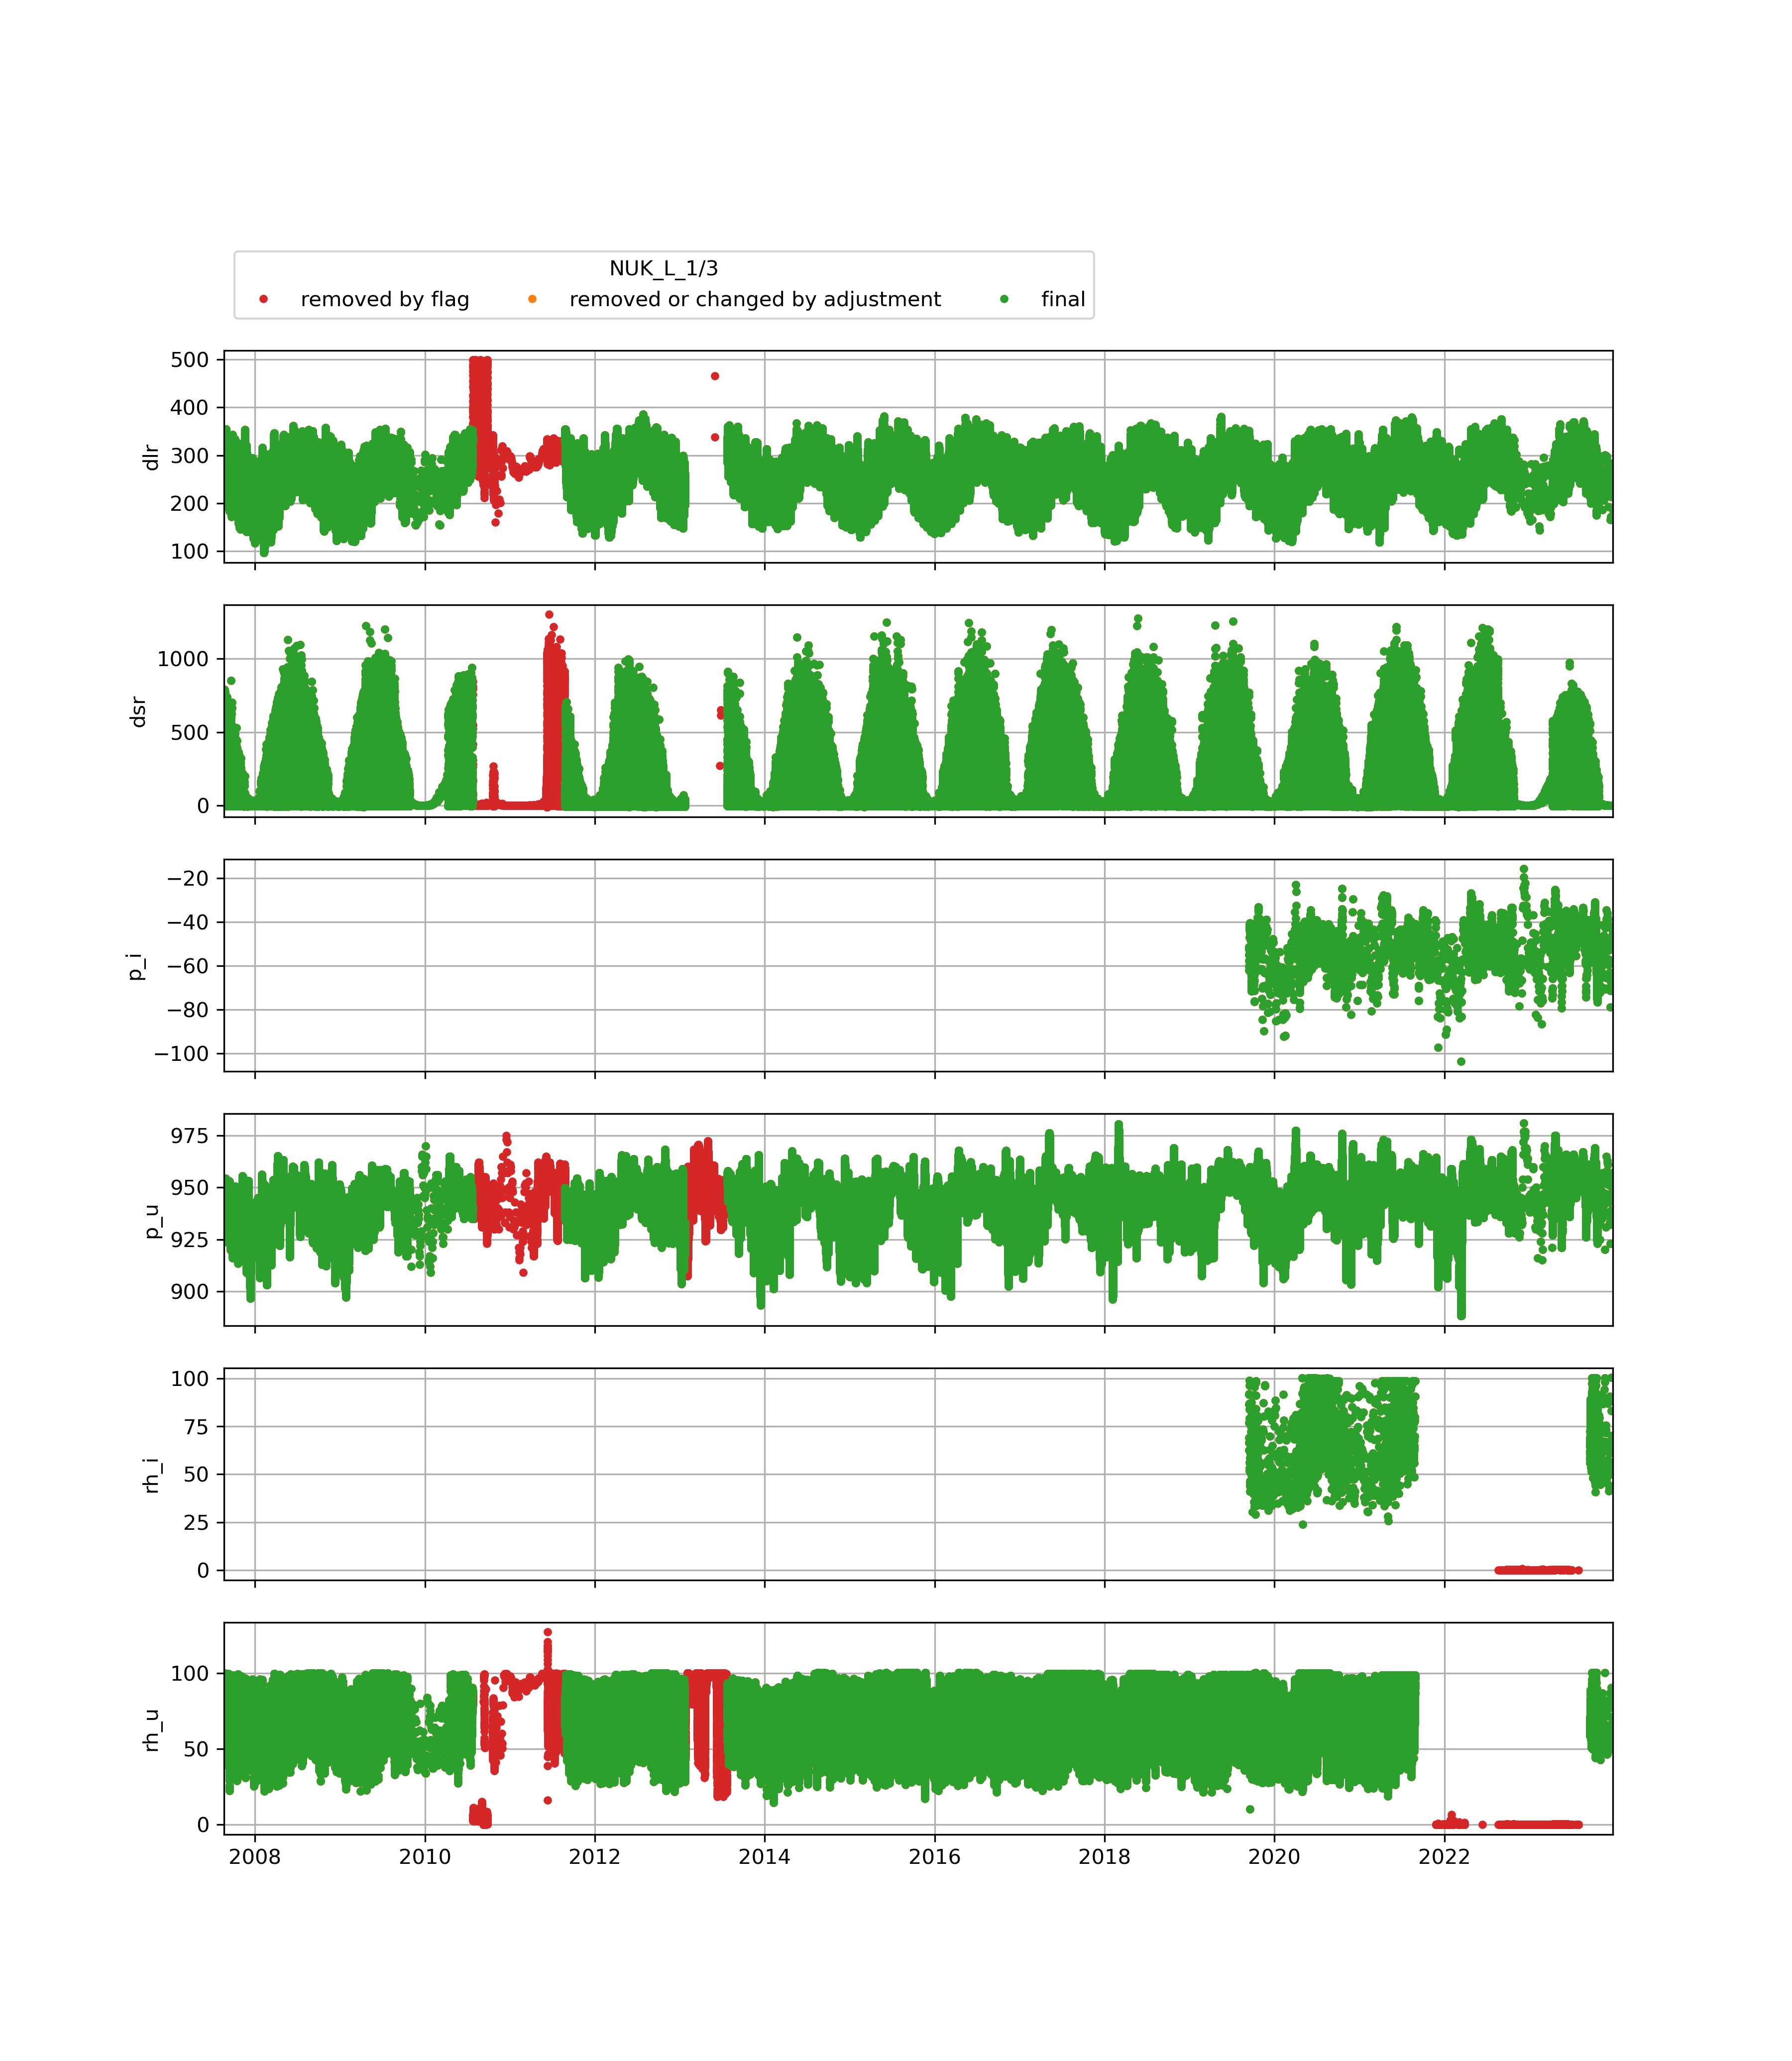 NUK_L_1/3
removed by flag removed or changed by adjustment final
500
400
300
200
100
dlr
1000
500
0
dsr
−20
−40
−60
−80
−100
p_i
975
950
925
900
p_u
100
75
50
25
0
rh_i
100
50
0
rh_u
2008 2010 2012 2014 2016 2018 2020 2022